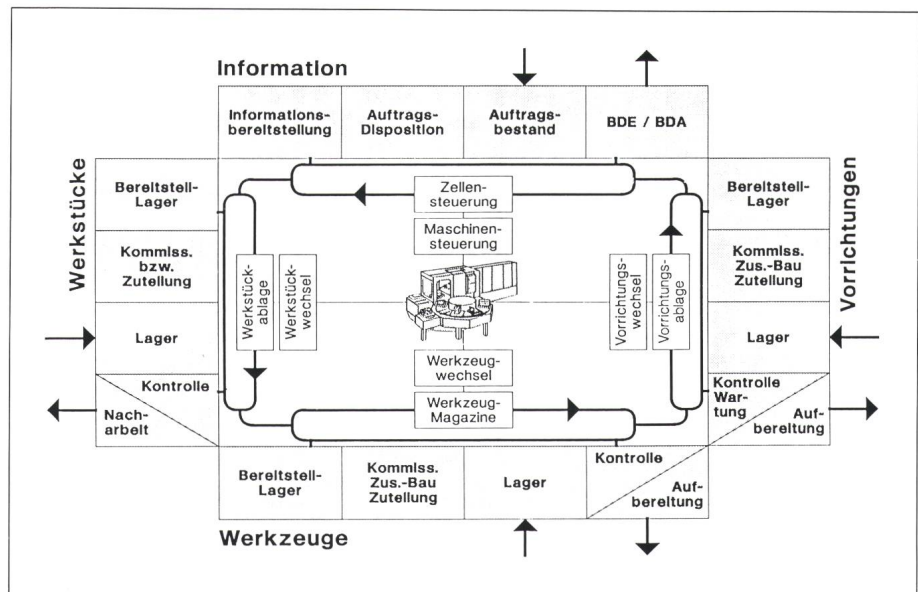 Information
Informations-
bereitstellung
Auftrags-
Disposition
Auftrags-
bestand
BDE / BDA
Werkstücke
Bereitstell-
Lager
Kommiss.
bzw.
Zuteilung
Lager
Kontrolle
Nach-
arbeit
Zellen-
steuerung
Maschinen-
steuerung
Werkstück-
ablage
Werkstück-
wechsel
Vorrichtungs-
wechsel
Vorrichtungs-
ablage
Werkzeug-
wechsel
Werkzeug-
Magazine
Vorrichtungen
Bereitstell-
Lager
Kommiss.
Zus.-Bau
Zuteilung
Lager
Kontrolle
War-
tung
Auf-
bereitung
Bereitstell-
Lager
Kommiss.
Zus.-Bau
Zuteilung
Lager
Kontrolle
Auf-
bereitung
Werkzeuge